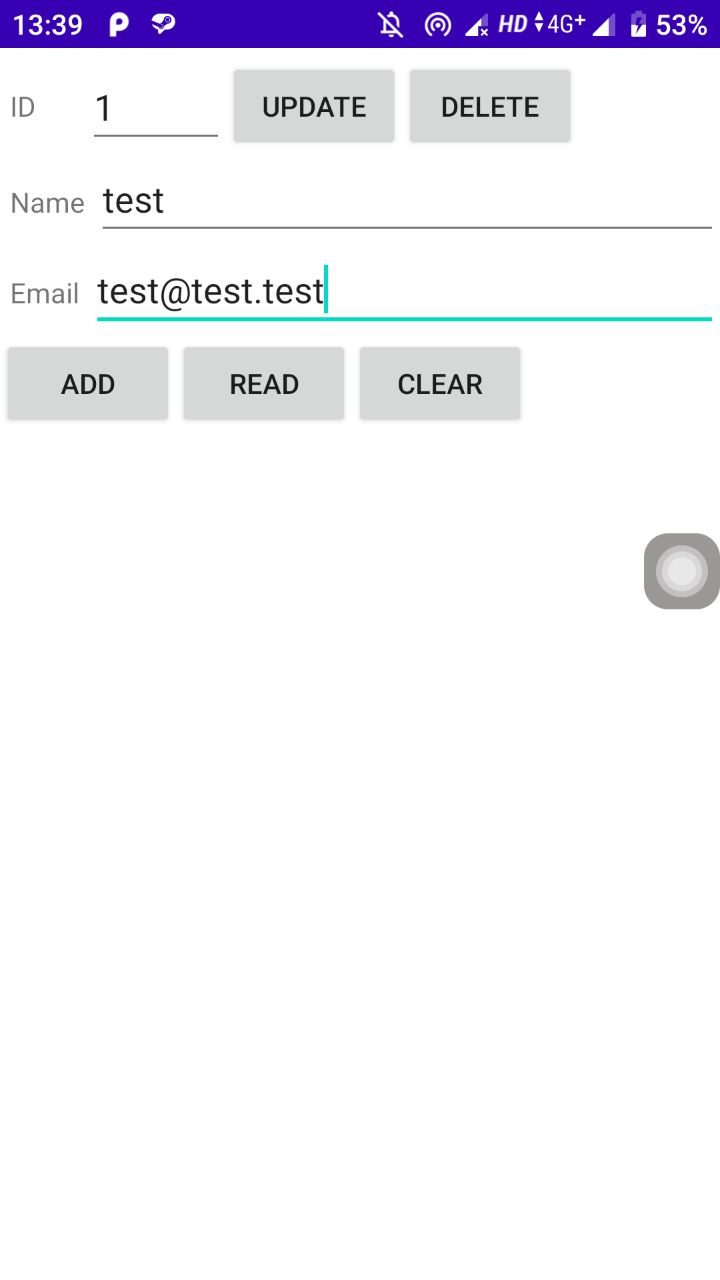 13:39 HD 4G+ 53%
ID 1 UPDATE DELETE
Name test
Email test@test.test
ADD READ CLEAR